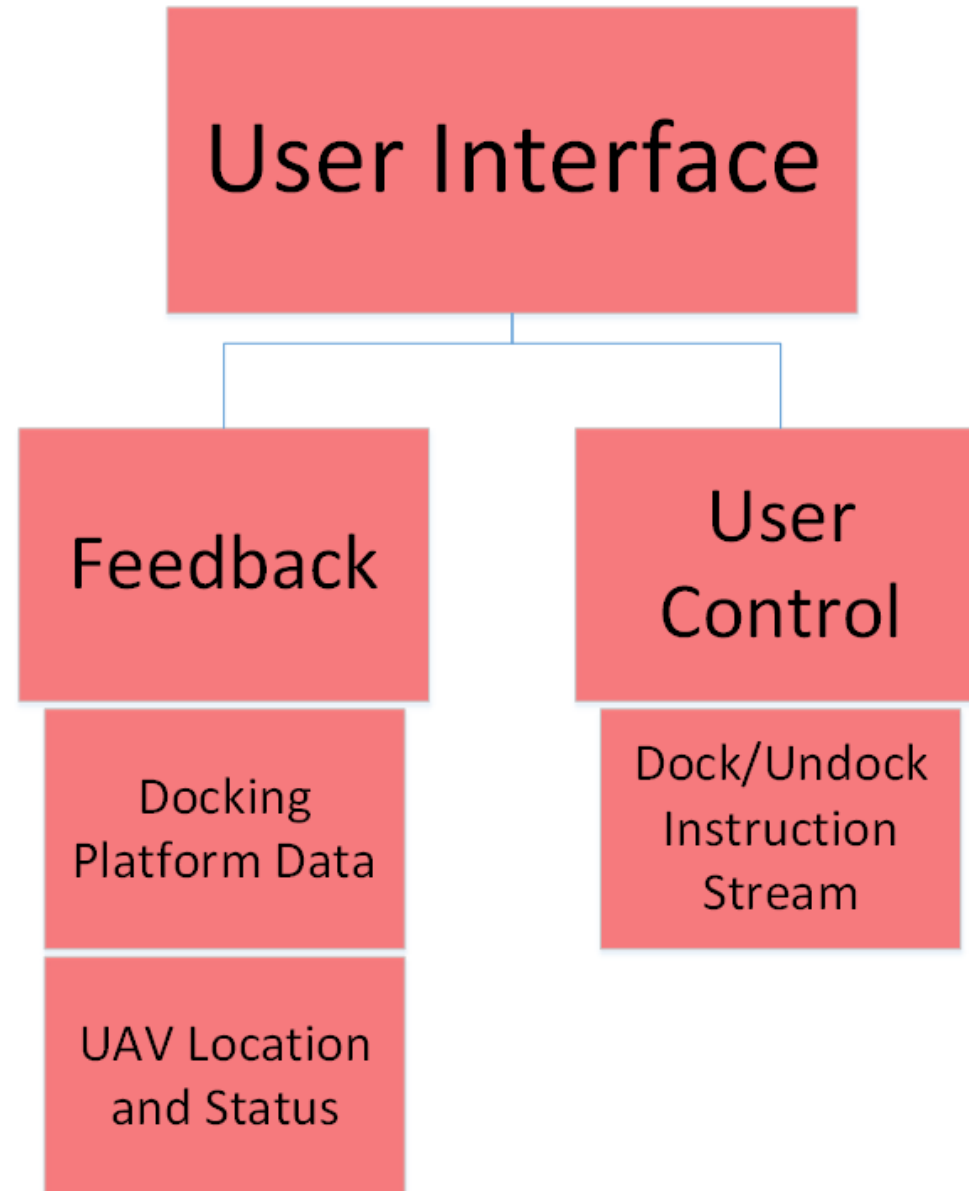 User Interface
Feedback
User
Control
Docking
Platform Data
Dock/Undock
Instruction
Stream
UAV Location
and Status